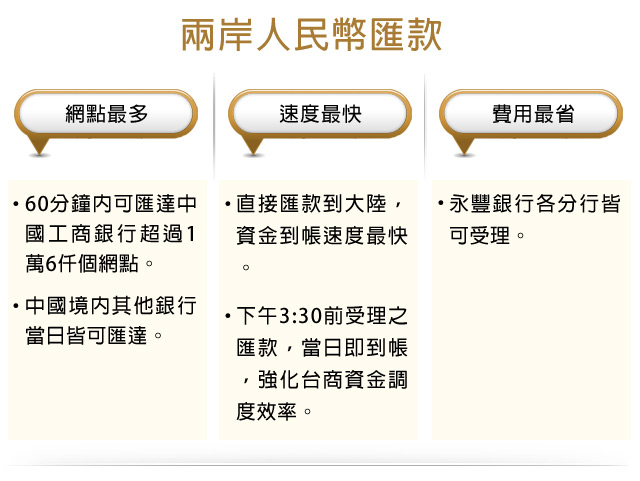 兩岸人民幣匯款
網點最多
• 60分鐘内可匯達中
國工商銀行超過1
萬6仟個網點。
• 中國境内其他銀行
當日皆可匯達。
速度最快
• 直接匯款到大陸，
資金到帳速度最快
。
• 下午3:30前受理之
匯款，當日即到帳
，強化台商資金調
度效率。
費用最省
• 永豐銀行各分行皆
可受理。